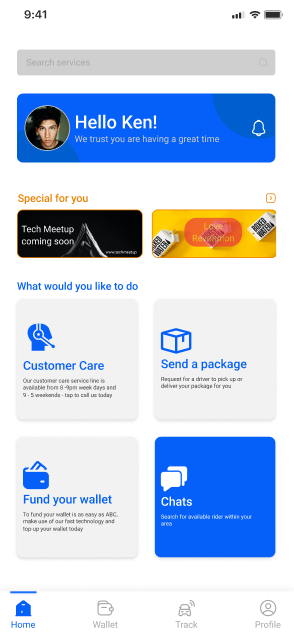 9:41
Search services
Hello Ken!
We trust you are having a great time
Special for you
Tech Meetup
coming soon
www.techmeetup
Love
Revelation
What would you like to do
Customer Care
Our customer care service line is
available from 8 -9pm week days and
9 - 5 weekends - tap to call us today
Send a package
Request for a driver to pick up or
deliver your package for you
Fund your wallet
To fund your wallet is as easy as ABC,
make use of our fast technology and
top-up your wallet today
Chats
Search for available rider within your
area
Home
Wallet
Track
Profile